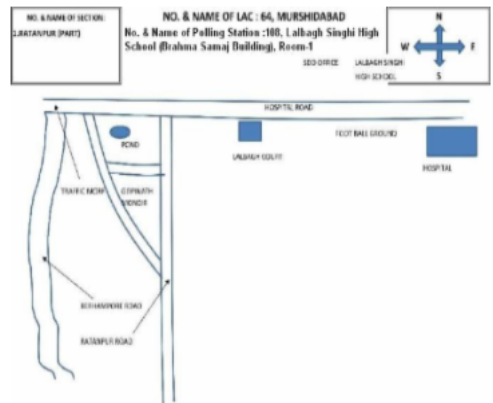 NO. & NAME OF SECTION:
1.RATANPUR (PART)
NO. & NAME OF LAC : 64, MURSHIDABAD
No. & Name of Polling Station :108, Lalbagh Singhi High
School (Brahma Samaj Building), Room-1
SDO OFFICE
LALBAGH SINGHI
HIGH SCHOOL
N
W
E
S
HOSPITAL ROAD
POND
LALBAGH COURT
FOOT BALL GROUND
HOSPITAL
TRAFFIC MORE
GOPINATH
MONDIR
BERHAMPORE ROAD
RATANPUR ROAD